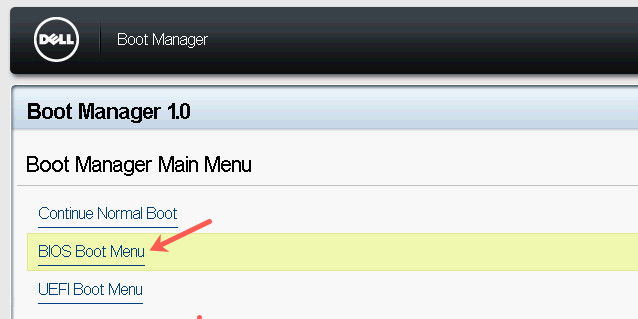 DELL
Boot Manager
Boot Manager 1.0
Boot Manager Main Menu
Continue Normal Boot
BIOS Boot Menu
UEFI Boot Menu